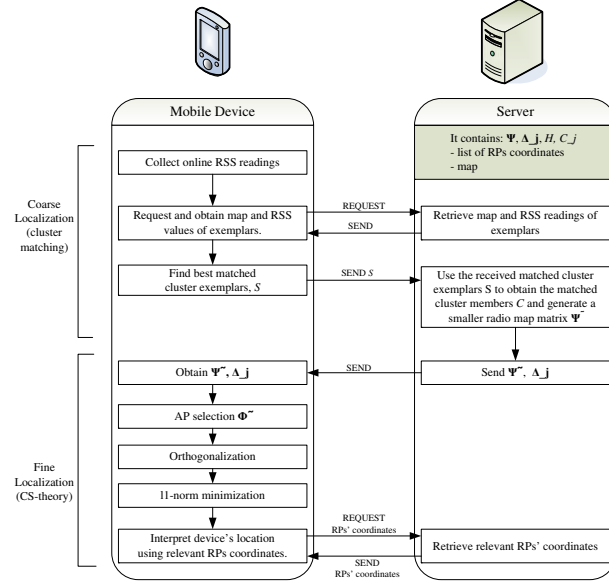 Mobile Device
Server
It contains: Ψ, Λ_j, H, C_j
- list of RPs coordinates
- map
Coarse
Localization
(cluster
matching)
Collect online RSS readings
Request and obtain map and RSS
values of exemplars.
REQUEST
SEND
Retrieve map and RSS readings of
exemplars
Find best matched
cluster exemplars, S
SEND S
Use the received matched cluster
exemplars S to obtain the matched
cluster members C and generate a
smaller radio map matrix Ψ~
Fine
Localization
(CS-theory)
Obtain Ψ~, Λ_j
SEND
Send Ψ~, Λ_j
AP selection Φ~
Orthogonalization
l1-norm minimization
Interpret device's location
using relevant RPs coordinates.
REQUEST
RPs' coordinates
SEND
RPs' coordinates
Retrieve relevant RPs' coordinates